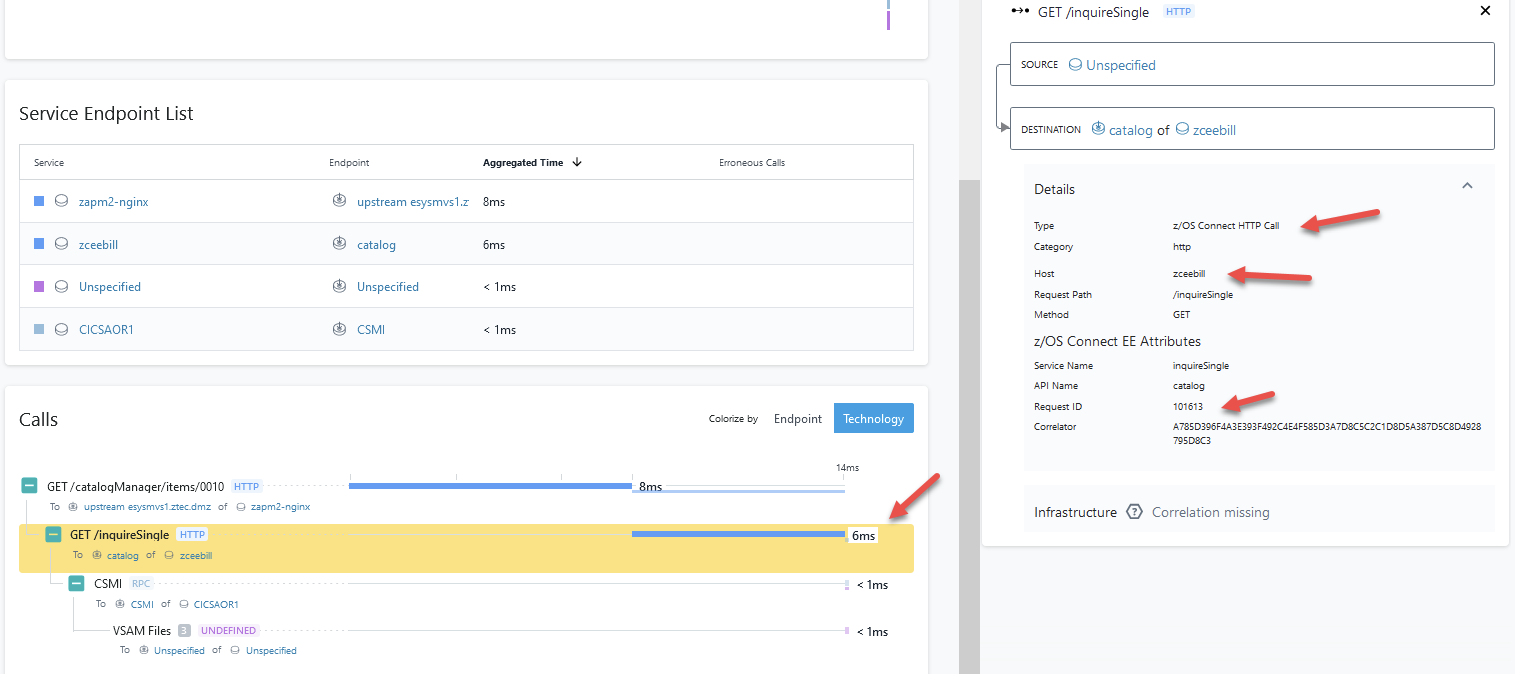 Service Endpoint List
Service Endpoint Aggregated Time Erroneous Calls
zapm2-nginx upstream esysmvs1.z 8ms
zceebill catalog 6ms
Unspecified Unspecified < 1ms
CICSAOR1 CSMI < 1ms
Calls
Colorize by Endpoint Technology
14ms
GET /catalogManager/items/0010 HTTP 8ms
To upstream esysmvs1.ztec.dmz of zapm2-nginx
GET /inquireSingle HTTP 6ms
To catalog of zceebill
CSMI RPC < 1ms
To CSMI of CICSAOR1
VSAM Files 3 UNDEFINED < 1ms
To Unspecified of Unspecified
GET /inquireSingle HTTP
SOURCE Unspecified
DESTINATION catalog of zceebill
Details
Type z/OS Connect HTTP Call
Category http
Host zceebill
Request Path /inquireSingle
Method GET
z/OS Connect EE Attributes
Service Name inquireSingle
API Name catalog
Request ID 101613
Correlator A785D396F4A3E393F492C4E4F585D3A7D8C5C2C1D8D5A387D5C8D4928
795D8C3
Infrastructure Correlation missing